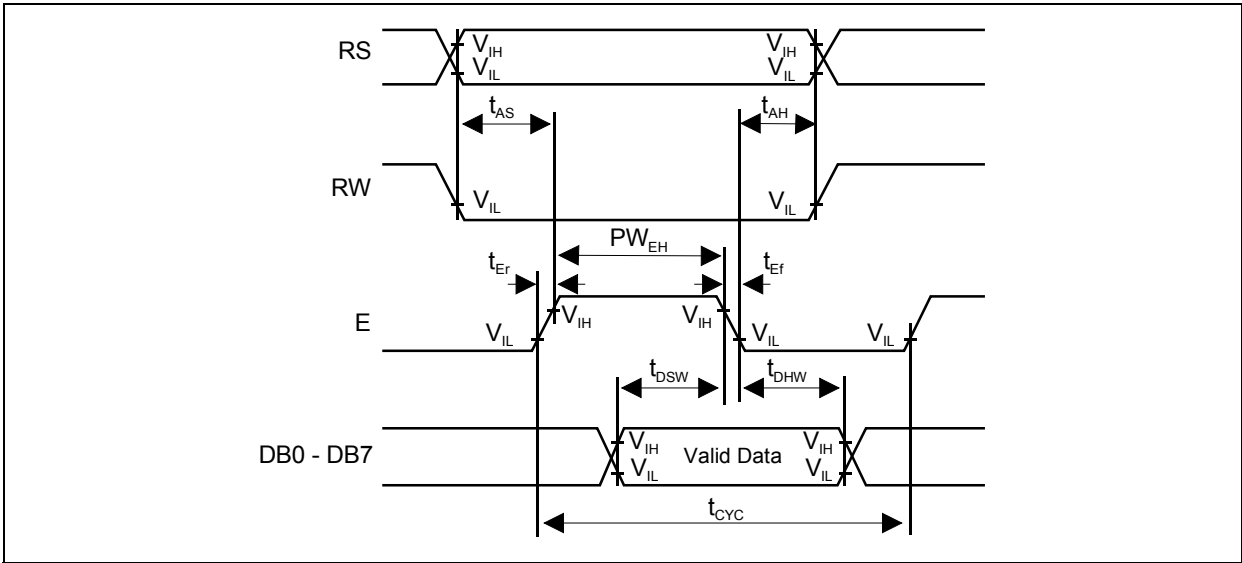 RS
V_IH
V_IH
V_IL
V_IL
t_AS
t_AH
RW
V_IL
V_IL
PW_EH
t_Er
t_Ef
E
V_IH
V_IH
V_IL
V_IL
V_IL
t_DSW
t_DHW
DB0 - DB7
V_IH
Valid Data
V_IH
V_IL
V_IL
t_CYC